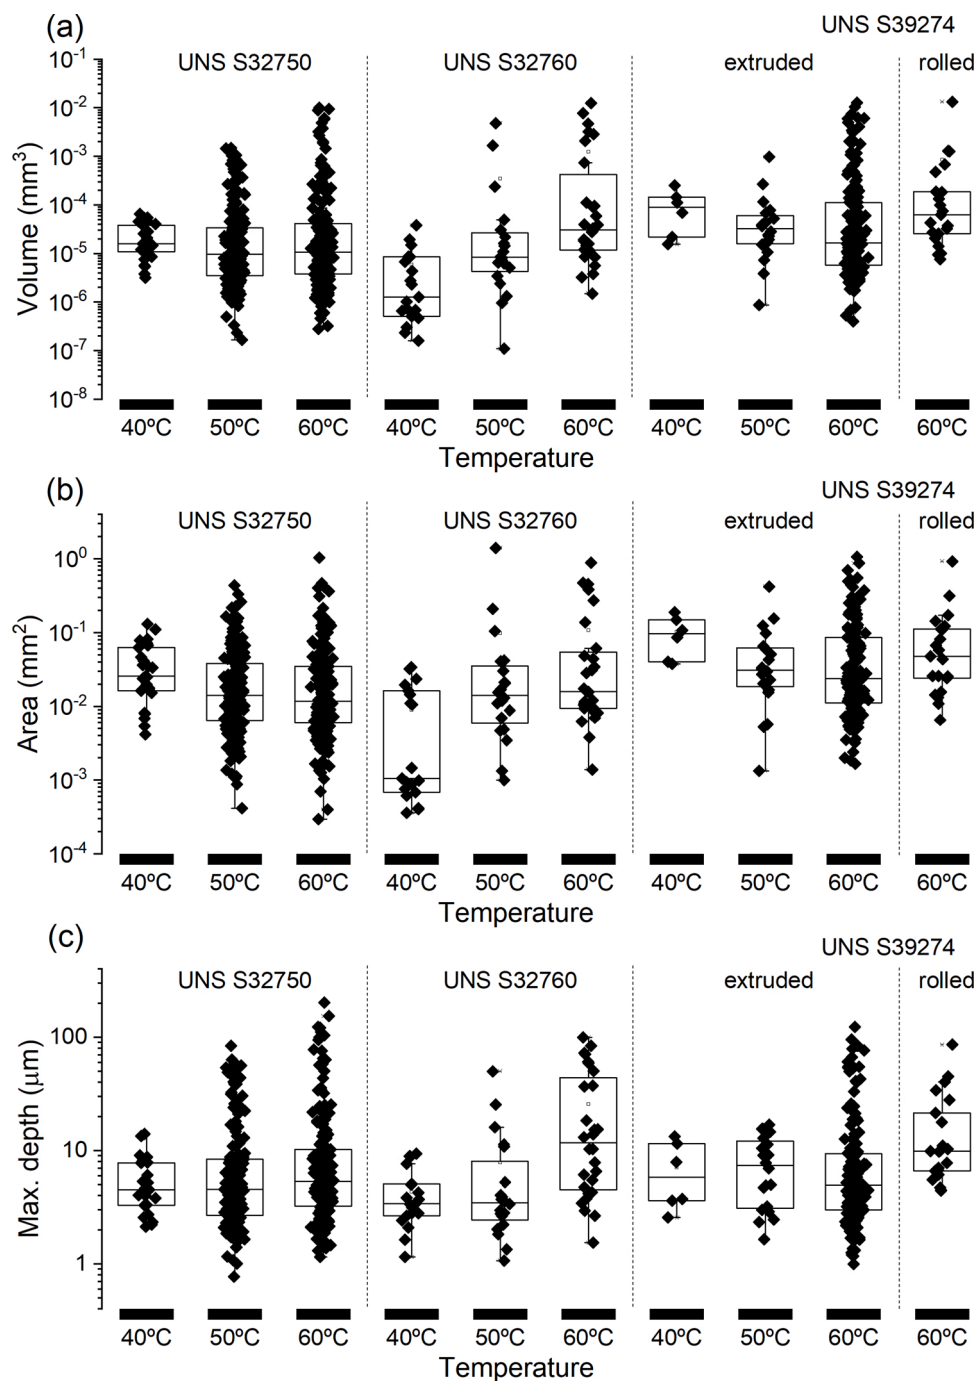 (a)
UNS S39274
UNS S32750 UNS S32760 extruded rolled
Volume (mm³)
10⁻¹
10⁻²
10⁻³
10⁻⁴
10⁻⁵
10⁻⁶
10⁻⁷
10⁻⁸
40ºC 50ºC 60ºC 40ºC 50ºC 60ºC 40ºC 50ºC 60ºC 60ºC
Temperature
(b)
UNS S39274
UNS S32750 UNS S32760 extruded rolled
Area (mm²)
10⁰
10⁻¹
10⁻²
10⁻³
10⁻⁴
40ºC 50ºC 60ºC 40ºC 50ºC 60ºC 40ºC 50ºC 60ºC 60ºC
Temperature
(c)
UNS S39274
UNS S32750 UNS S32760 extruded rolled
Max. depth (μm)
100
10
1
40ºC 50ºC 60ºC 40ºC 50ºC 60ºC 40ºC 50ºC 60ºC 60ºC
Temperature